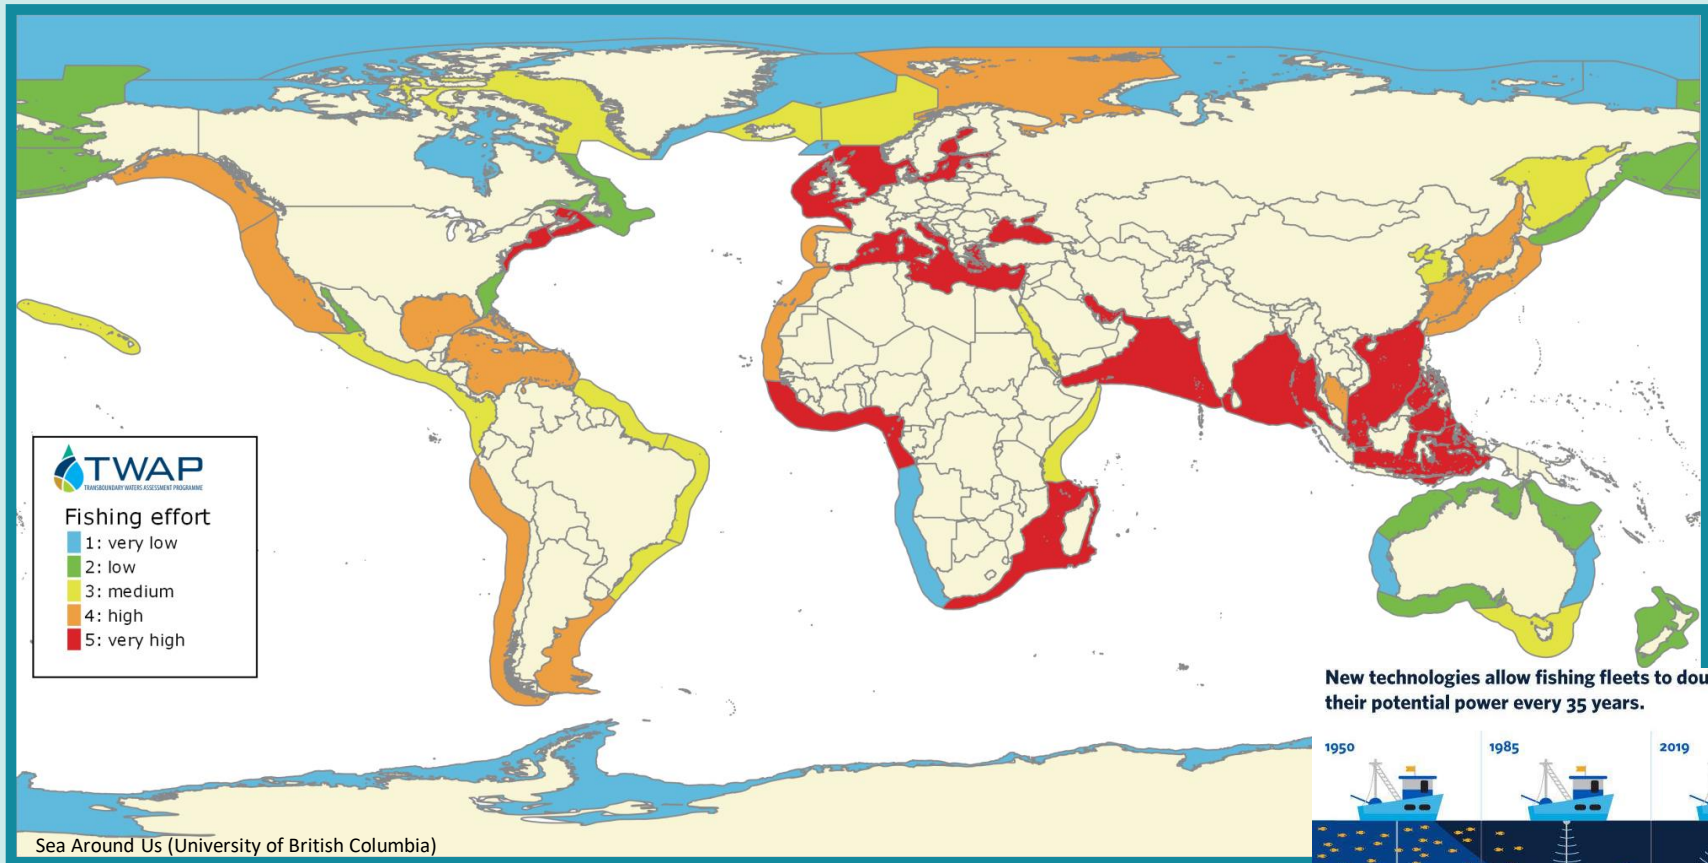 TWAP
TRANSBOUNDARY WATERS ASSESSMENT PROGRAMME
Fishing effort
1: very low
2: low
3: medium
4: high
5: very high
New technologies allow fishing fleets to dou
their potential power every 35 years.
1950
1985
2019
Sea Around Us (University of British Columbia)